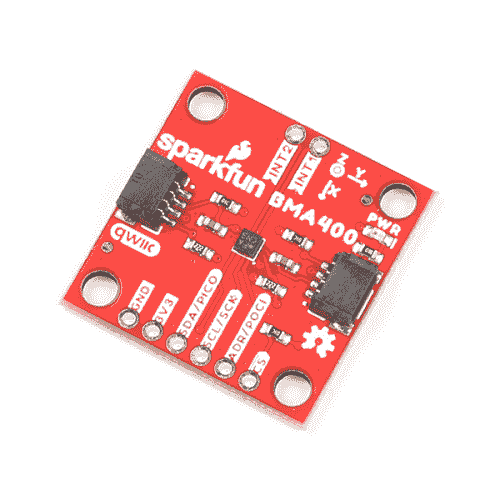 sparkfun
BMA400
INT2
INT1
Z
Y
X
PWR
qwiic
GND
3V3
SDA/PICO
SCL/SCK
ADR/POCI
CS